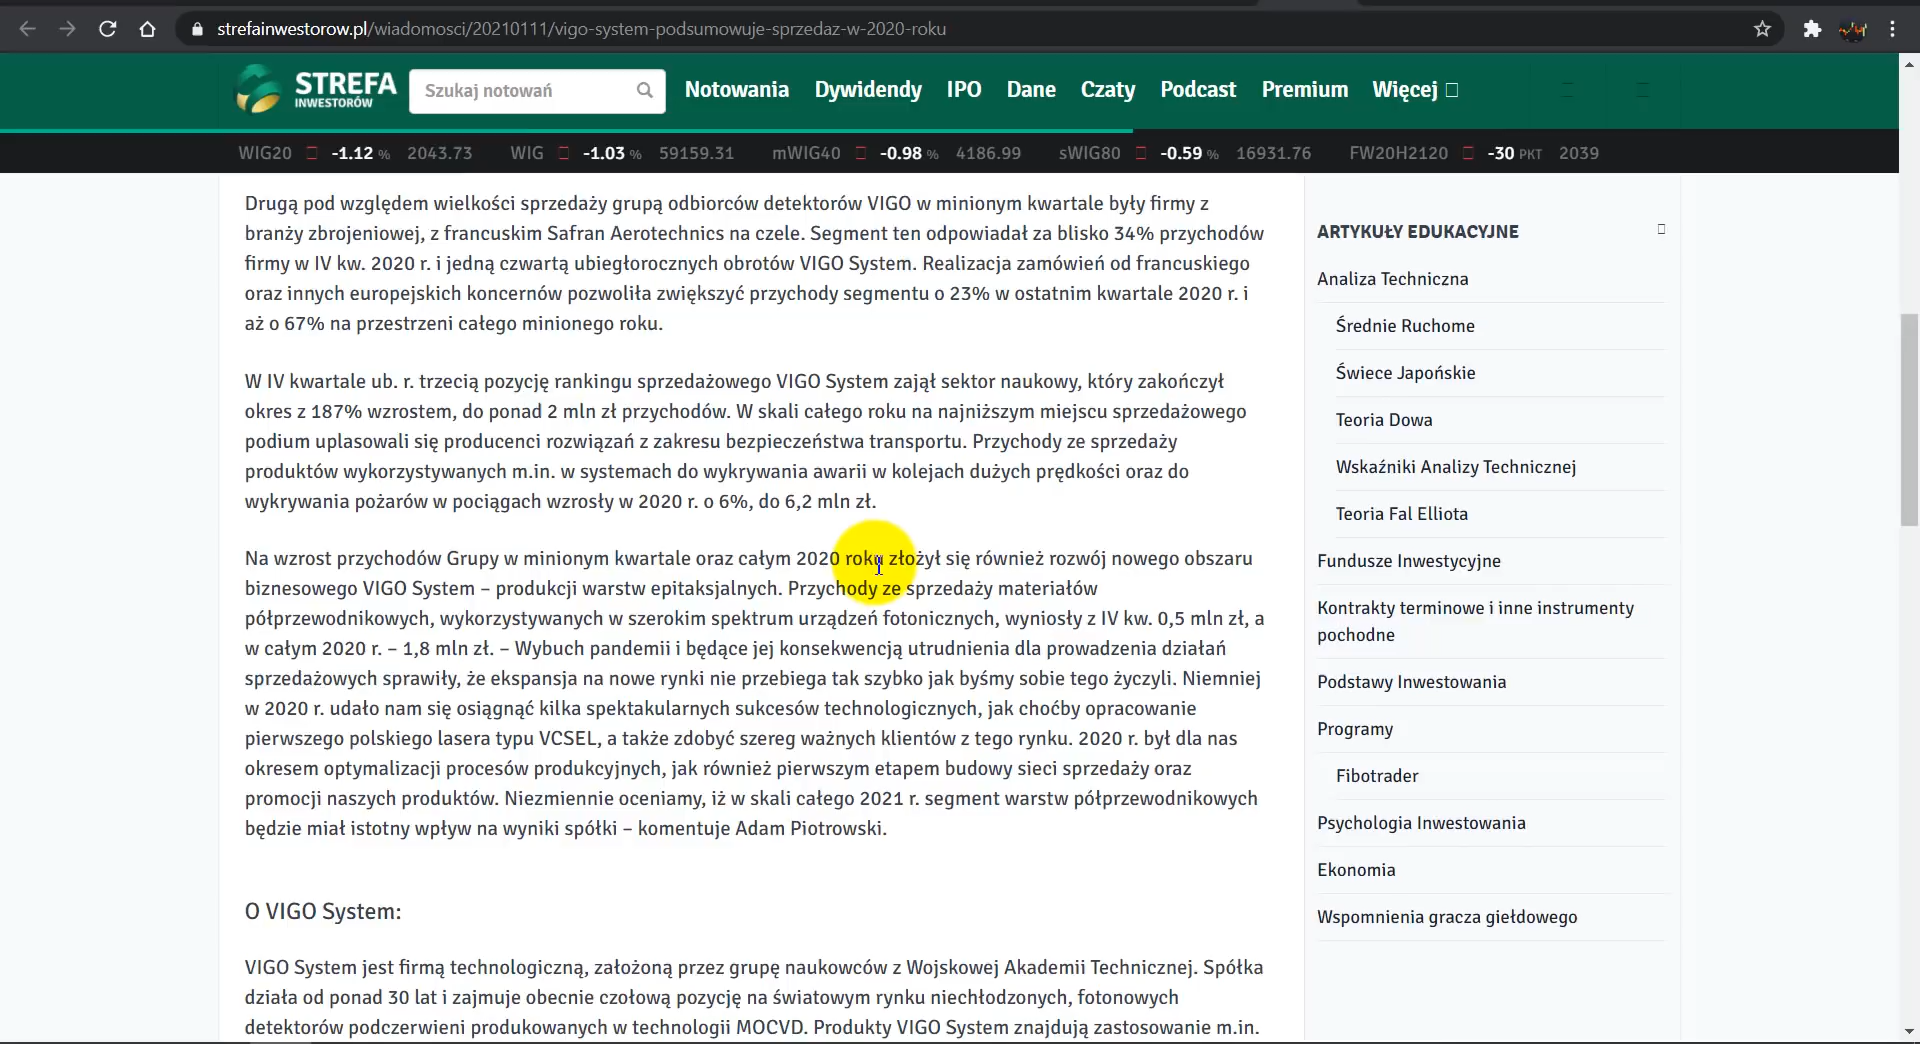 strefainwestorow.pl/wiadomosci/20210111/vigo-system-podsumowuje-sprzedaz-w-2020-roku
STREFA
INWESTORÓW
Szukaj notowań
Notowania Dywidendy IPO Dane Czaty Podcast Premium Więcej
WIG20 -1.12 % 2043.73 WIG -1.03 % 59159.31 mWIG40 -0.98 % 4186.99 sWIG80 -0.59 % 16931.76 FW20H2120 -30 PKT 2039
Drugą pod względem wielkości sprzedaży grupą odbiorców detektorów VIGO w minionym kwartale były firmy z
branży zbrojeniowej, z francuskim Safran Aerotechnics na czele. Segment ten odpowiadał za blisko 34% przychodów
firmy w IV kw. 2020 r. i jedną czwartą ubiegłorocznych obrotów VIGO System. Realizacja zamówień od francuskiego
oraz innych europejskich koncernów pozwoliła zwiększyć przychody segmentu o 23% w ostatnim kwartale 2020 r. i
aż o 67% na przestrzeni całego minionego roku.
W IV kwartale ub. r. trzecią pozycję rankingu sprzedażowego VIGO System zajął sektor naukowy, który zakończył
okres z 187% wzrostem, do ponad 2 mln zł przychodów. W skali całego roku na najniższym miejscu sprzedażowego
podium uplasowali się producenci rozwiązań z zakresu bezpieczeństwa transportu. Przychody ze sprzedaży
produktów wykorzystywanych m.in. w systemach do wykrywania awarii w kolejach dużych prędkości oraz do
wykrywania pożarów w pociągach wzrosły w 2020 r. o 6%, do 6,2 mln zł.
Na wzrost przychodów Grupy w minionym kwartale oraz całym 2020 roku złożył się również rozwój nowego obszaru
biznesowego VIGO System – produkcji warstw epitaksjalnych. Przychody ze sprzedaży materiałów
półprzewodnikowych, wykorzystywanych w szerokim spektrum urządzeń fotonicznych, wyniosły z IV kw. 0,5 mln zł, a
w całym 2020 r. – 1,8 mln zł. – Wybuch pandemii i będące jej konsekwencją utrudnienia dla prowadzenia działań
sprzedażowych sprawiły, że ekspansja na nowe rynki nie przebiega tak szybko jak byśmy sobie tego życzyli. Niemniej
w 2020 r. udało nam się osiągnąć kilka spektakularnych sukcesów technologicznych, jak choćby opracowanie
pierwszego polskiego lasera typu VCSEL, a także zdobyć szereg ważnych klientów z tego rynku. 2020 r. był dla nas
okresem optymalizacji procesów produkcyjnych, jak również pierwszym etapem budowy sieci sprzedaży oraz
promocji naszych produktów. Niezmiennie oceniamy, iż w skali całego 2021 r. segment warstw półprzewodnikowych
będzie miał istotny wpływ na wyniki spółki – komentuje Adam Piotrowski.
O VIGO System:
VIGO System jest firmą technologiczną, założoną przez grupę naukowców z Wojskowej Akademii Technicznej. Spółka
działa od ponad 30 lat i zajmuje obecnie czołową pozycję na światowym rynku niechłodzonych, fotonowych
detektorów podczerwieni produkowanych w technologii MOCVD. Produkty VIGO System znajdują zastosowanie m.in.
ARTYKUŁY EDUKACYJNE
Analiza Techniczna
Średnie Ruchome
Świece Japońskie
Teoria Dowa
Wskaźniki Analizy Technicznej
Teoria Fal Elliota
Fundusze Inwestycyjne
Kontrakty terminowe i inne instrumenty
pochodne
Podstawy Inwestowania
Programy
Fibotrader
Psychologia Inwestowania
Ekonomia
Wspomnienia gracza giełdowego